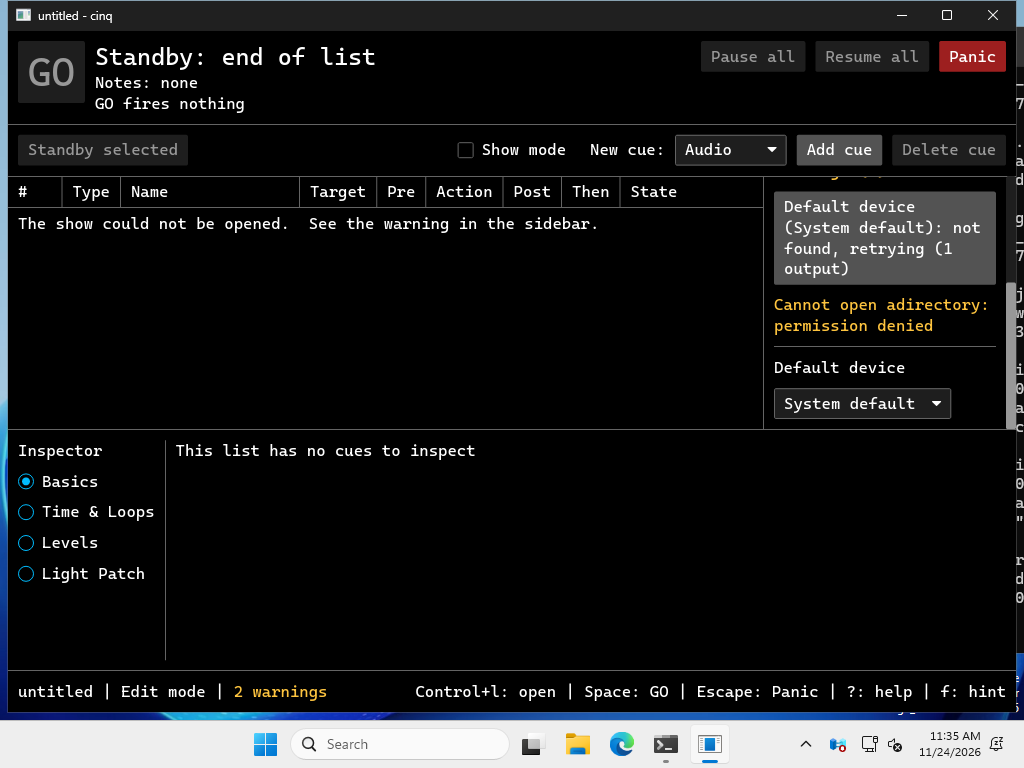 untitled - cinq
GO
Standby: end of list
Notes: none
GO fires nothing
Pause all
Resume all
Panic
Standby selected
Show mode
New cue:
Audio
Add cue
Delete cue
# Type Name Target Pre Action Post Then State
The show could not be opened.  See the warning in the sidebar.
Default device
(System default): not
found, retrying (1
output)
Cannot open adirectory:
permission denied
Default device
System default
Inspector
Basics
Time & Loops
Levels
Light Patch
This list has no cues to inspect
untitled | Edit mode | 2 warnings
Control+l: open | Space: GO | Escape: Panic | ?: help | f: hint
Search
11:35 AM
11/24/2026